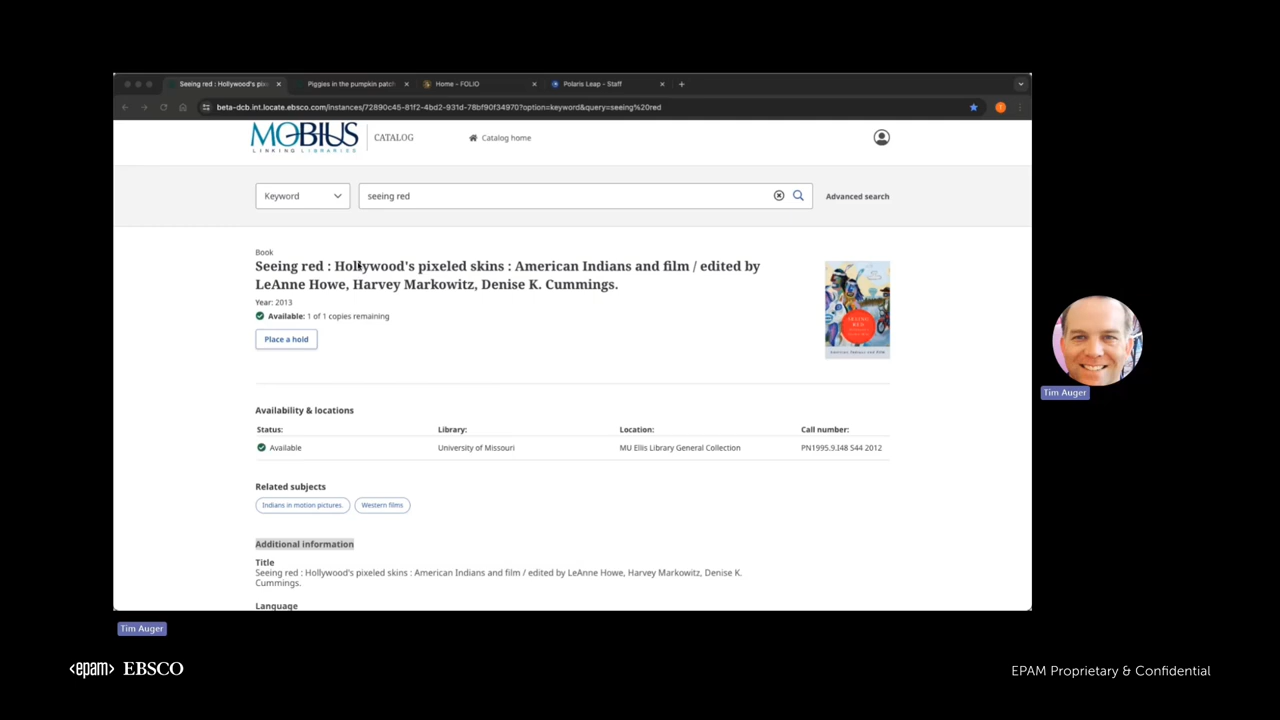 Seeing red : Hollywood's pixe
Piggies in the pumpkin patch
Home – FOLIO
Polaris Leap - Staff
beta-dcb.int.locate.ebsco.com/instances/72890c45-81f2-4bd2-931d-78bf90f34970?option=keyword&query=seeing%20red
MOBIUS
LINKING LIBRARIES
CATALOG
Catalog home
Keyword
seeing red
Advanced search
Book
Seeing red : Hollywood's pixeled skins : American Indians and film / edited by
LeAnne Howe, Harvey Markowitz, Denise K. Cummings.
Year: 2013
Available: 1 of 1 copies remaining
Place a hold
SEEING
RED
Availability & locations
Status:
Library:
Location:
Call number:
Available
University of Missouri
MU Ellis Library General Collection
PN1995.9.I48 S44 2012
Related subjects
Indians in motion pictures.
Western films
Additional information
Title
Seeing red : Hollywood's pixeled skins : American Indians and film / edited by LeAnne Howe, Harvey Markowitz, Denise K.
Cummings.
Language
Tim Auger
Tim Auger
<epam> EBSCO
EPAM Proprietary & Confidential